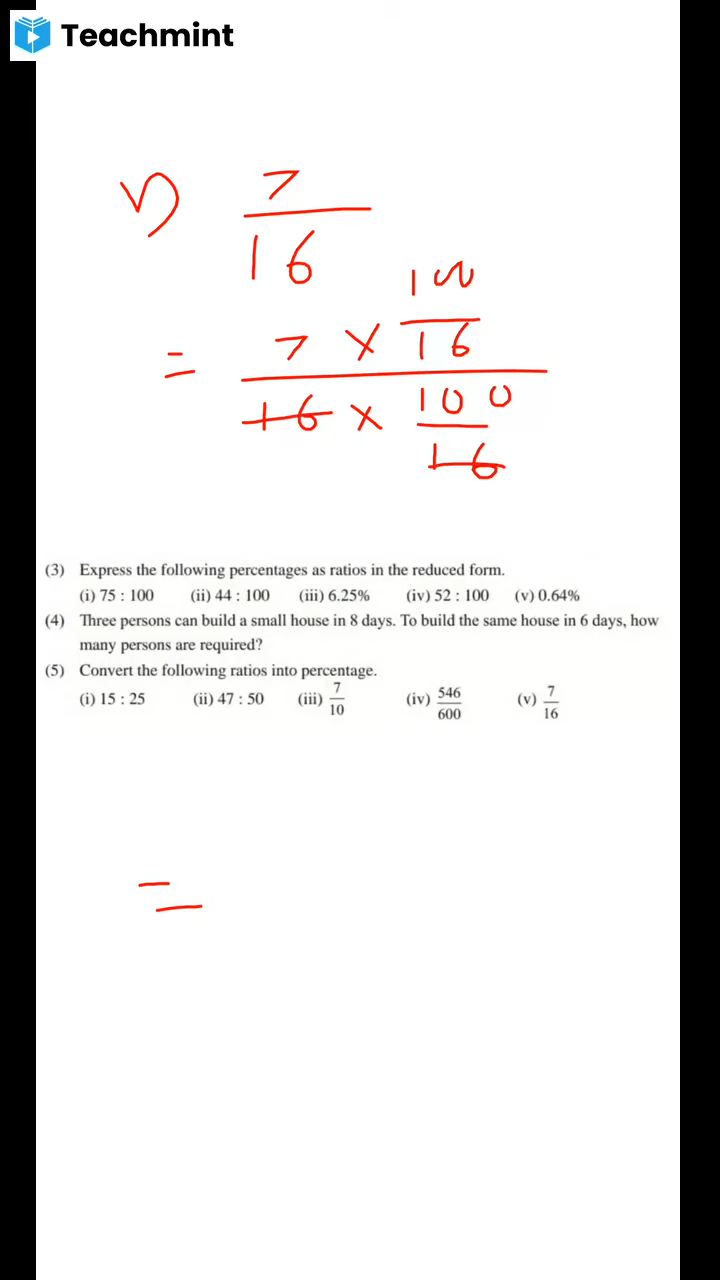 Teachmint
v) 7/16
= 7 × 100/16
16 × 100/16
(3) Express the following percentages as ratios in the reduced form.
(i) 75 : 100 (ii) 44 : 100 (iii) 6.25% (iv) 52 : 100 (v) 0.64%
(4) Three persons can build a small house in 8 days. To build the same house in 6 days, how
many persons are required?
(5) Convert the following ratios into percentage.
(i) 15 : 25 (ii) 47 : 50 (iii) 7/10 (iv) 546/600 (v) 7/16
=